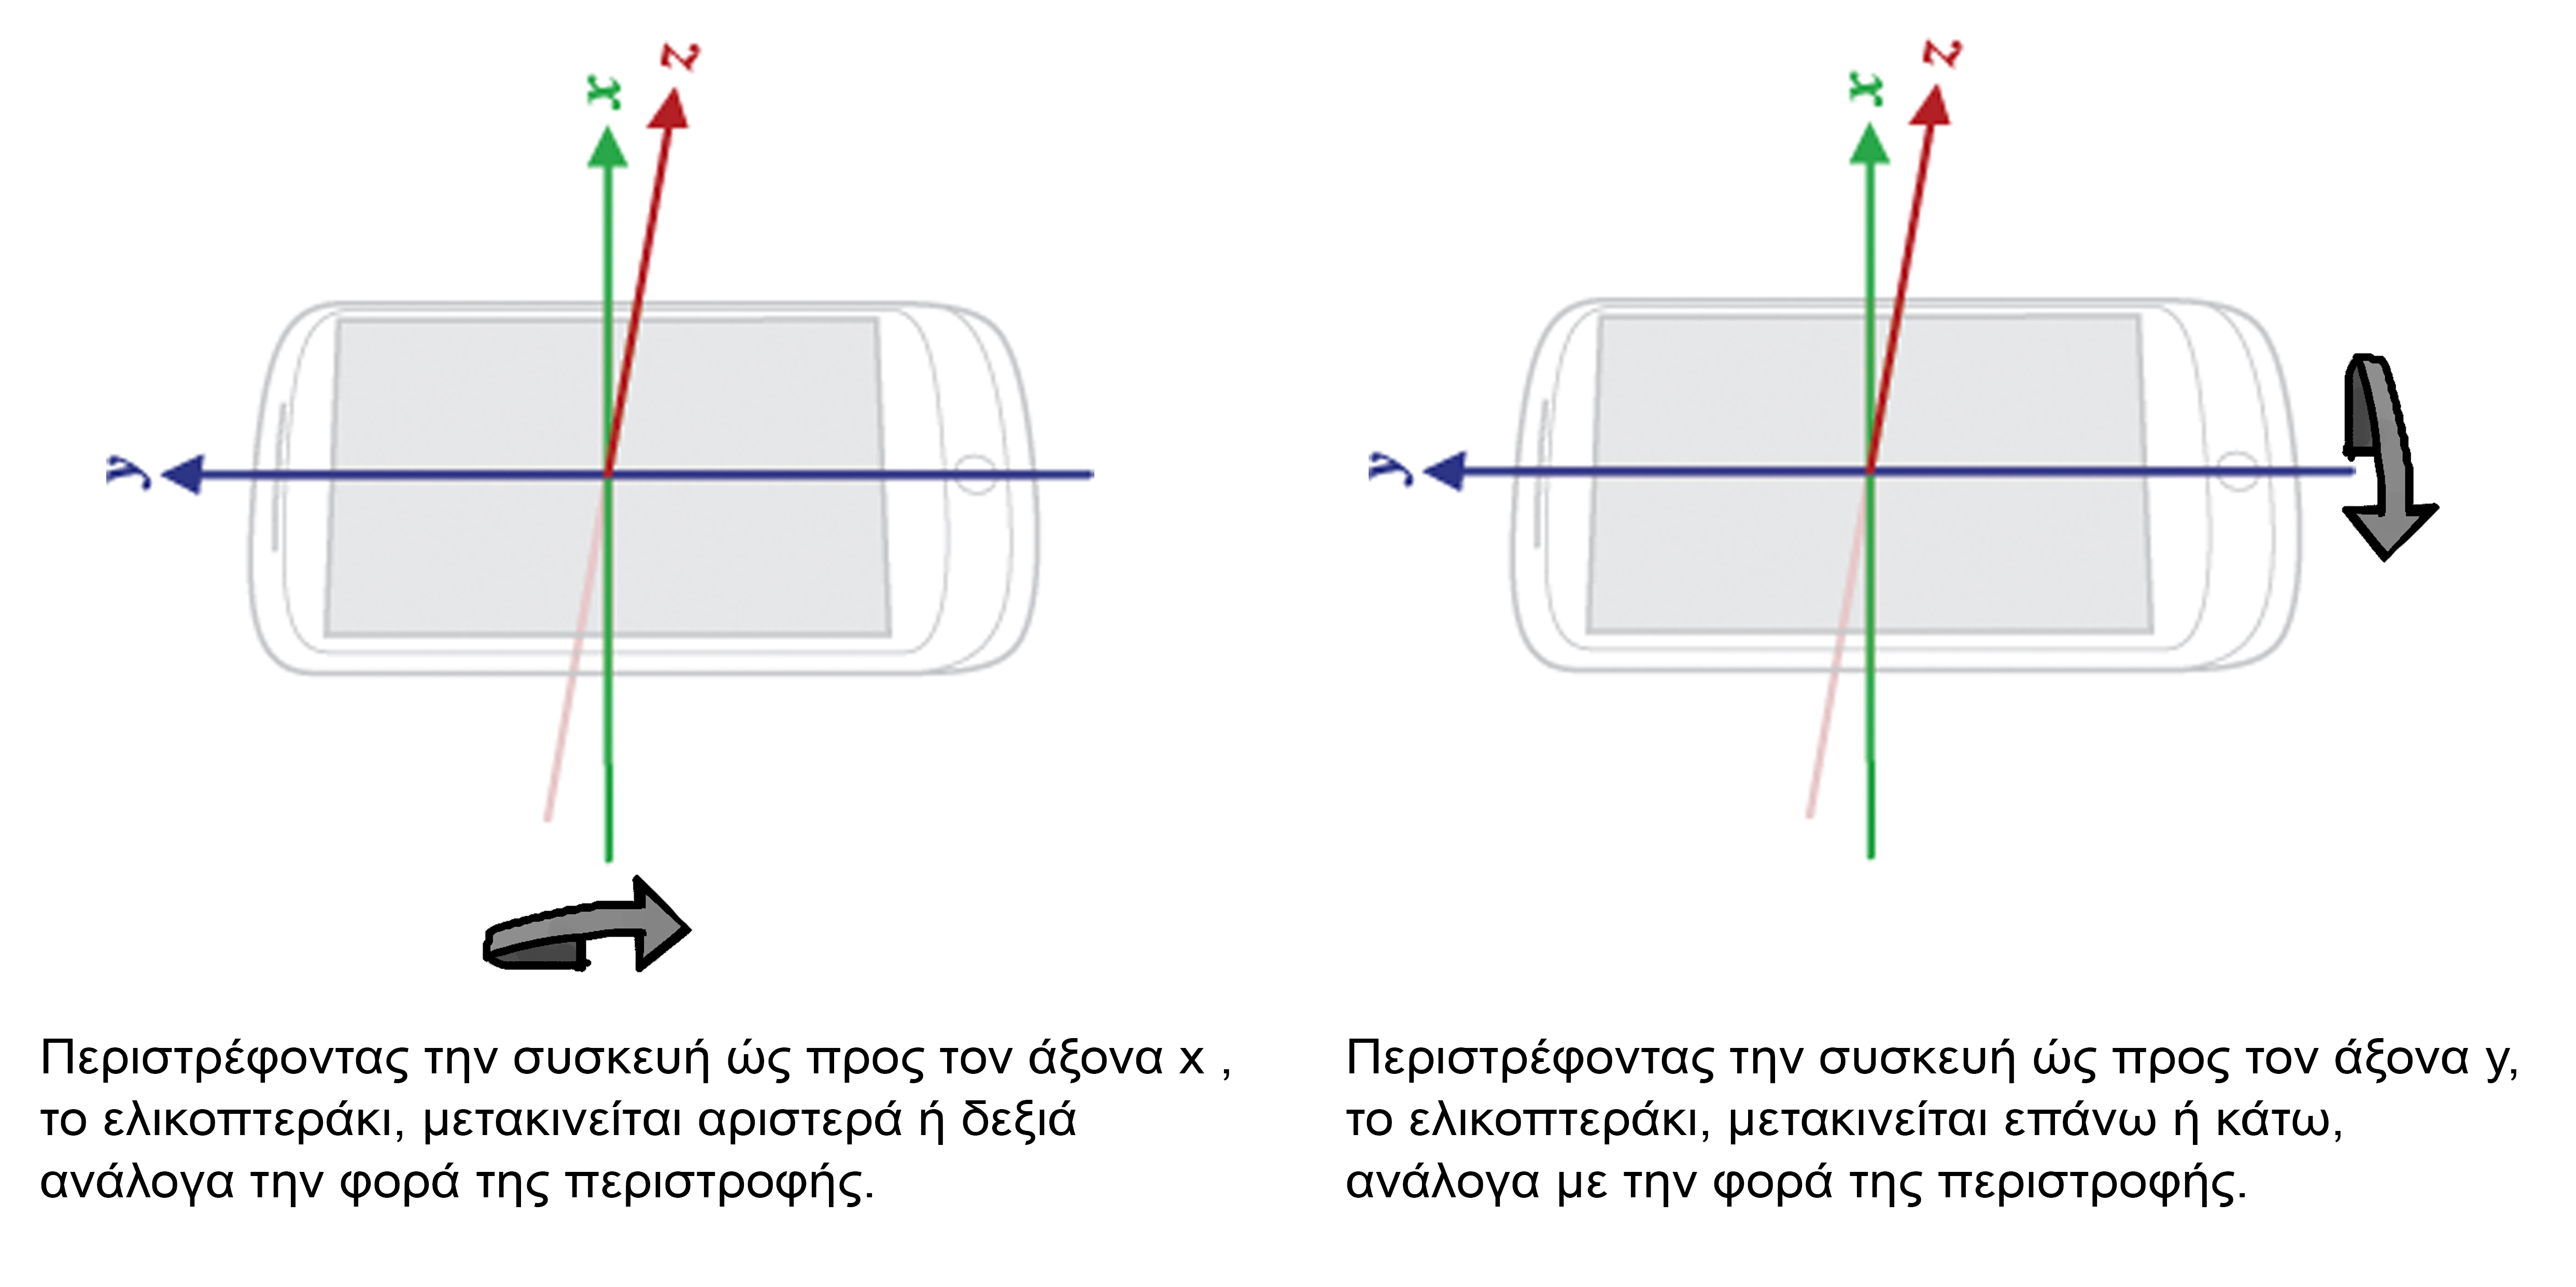 x
z
y
Περιστρέφοντας την συσκευή ώς προς τον άξονα x ,
το ελικοπτεράκι, μετακινείται αριστερά ή δεξιά
ανάλογα την φορά της περιστροφής.
x
z
y
Περιστρέφοντας την συσκευή ώς προς τον άξονα y,
το ελικοπτεράκι, μετακινείται επάνω ή κάτω,
ανάλογα με την φορά της περιστροφής.